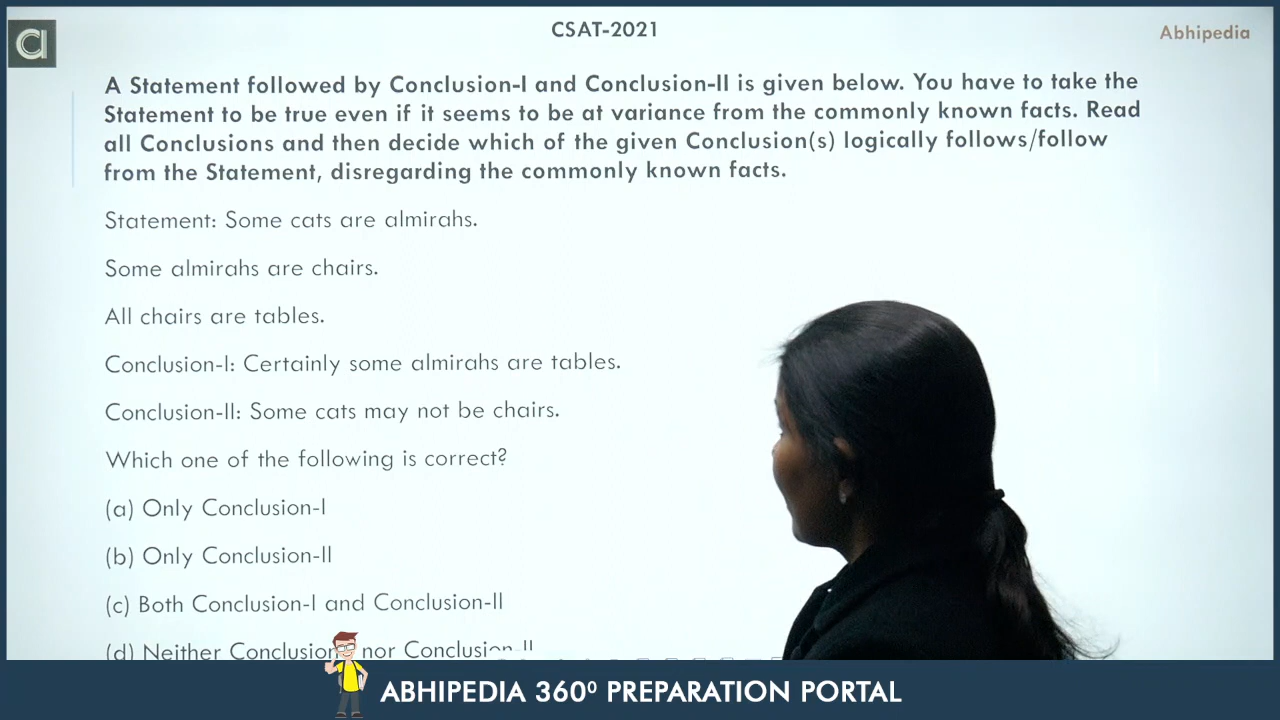 CSAT-2021
Abhipedia
A Statement followed by Conclusion-I and Conclusion-II is given below. You have to take the
Statement to be true even if it seems to be at variance from the commonly known facts. Read
all Conclusions and then decide which of the given Conclusion(s) logically follows/follow
from the Statement, disregarding the commonly known facts.
Statement: Some cats are almirahs.
Some almirahs are chairs.
All chairs are tables.
Conclusion-I: Certainly some almirahs are tables.
Conclusion-II: Some cats may not be chairs.
Which one of the following is correct?
(a) Only Conclusion-I
(b) Only Conclusion-II
(c) Both Conclusion-I and Conclusion-II
(d) Neither Conclusion nor Conclusion-II
ABHIPEDIA 360⁰ PREPARATION PORTAL